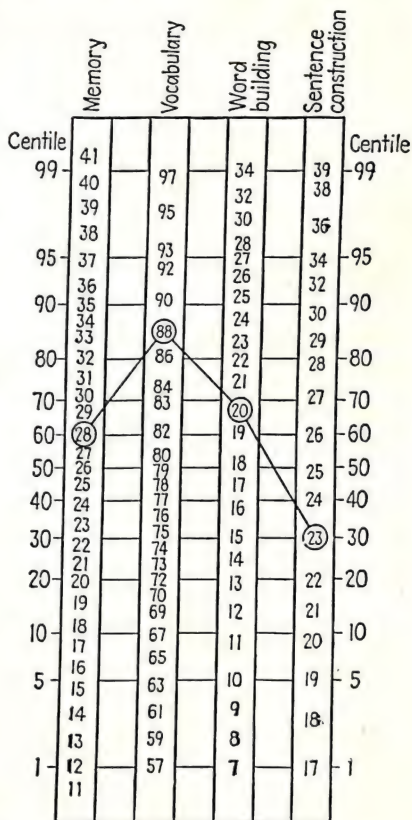 Memory
Vocabulary
Word
building
Sentence
construction
Centile Centile
41
99 97 34 39 99
40 32 38
39 95 30 36
38 93 28
95 37 92 27 34 95
36 26 32
90 35 90 25 30 90
34 24
33 88 23 29
80 32 86 22 28 80
31 84 21
70 30 83 27 70
29 20
60 28 82 19 26 60
27 80
50 26 79 18 25 50
25 78 17
40 24 77 16 24 40
23 76
30 75 15 23 30
22 74
21 73 14
20 20 72 13 22 20
19 70
69 12 21
10 18 67 10
17 11 20
16 65
5 15 63 10 19 5
14 61 9 18
13 59 8
1 12 57 7 17 1
11